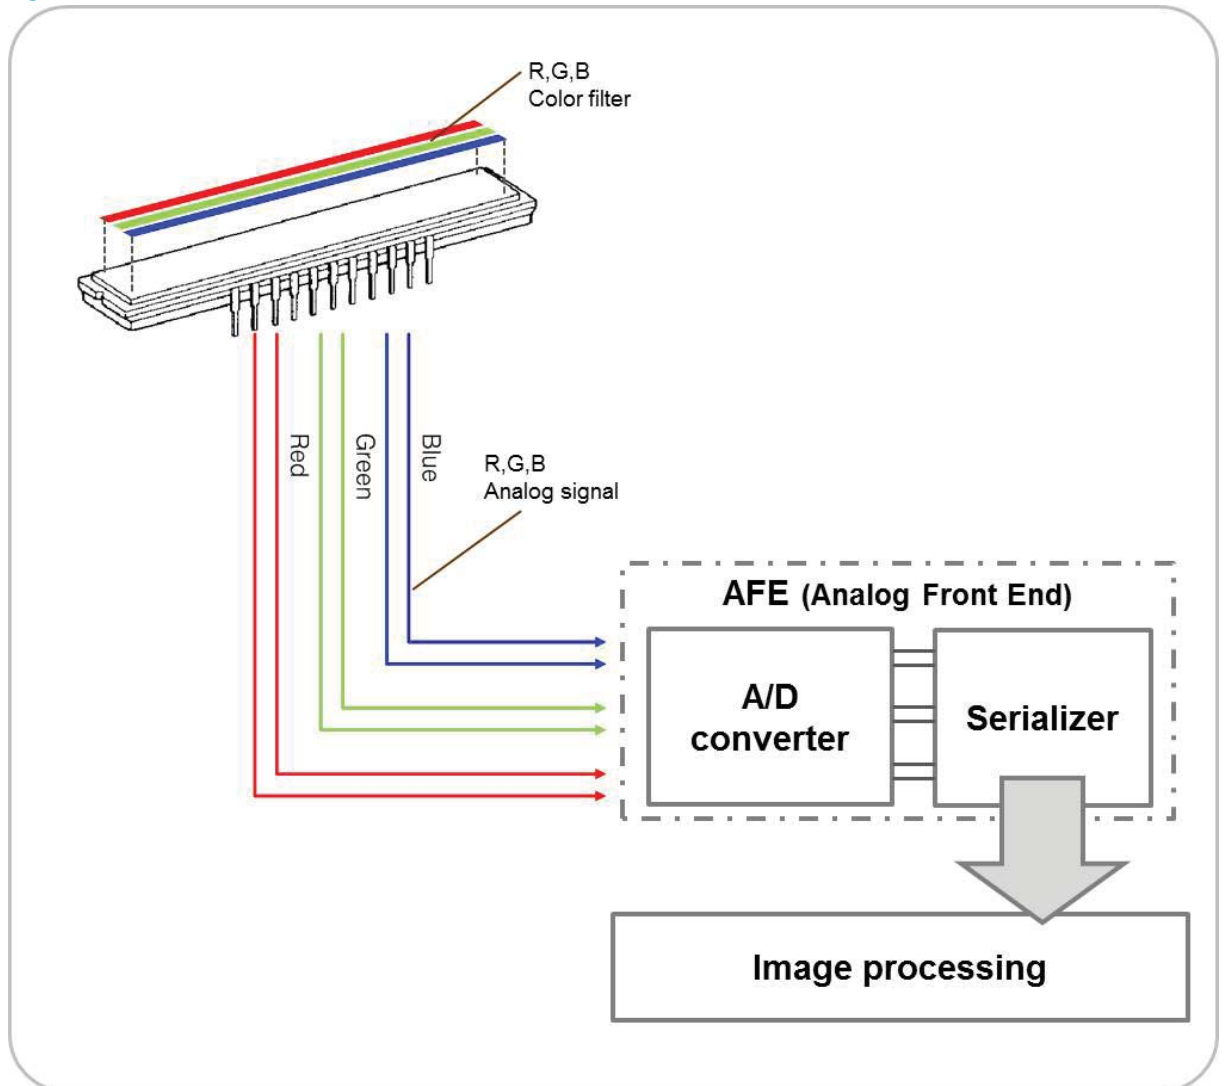 R,G,B
Color filter
Red
Green
Blue
R,G,B
Analog signal
AFE (Analog Front End)
A/D
converter
Serializer
Image processing